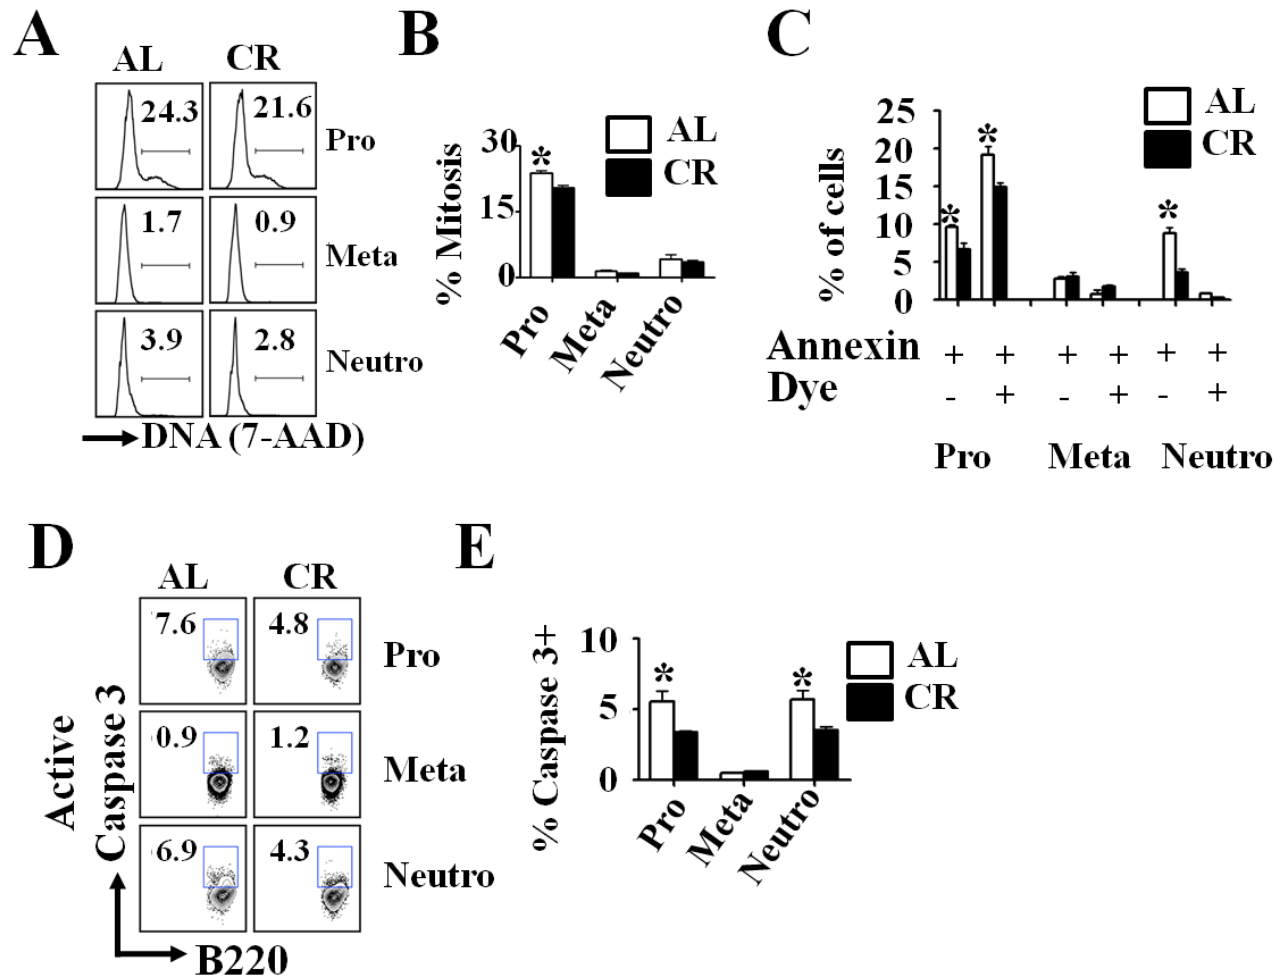 A
AL CR
24.3 21.6 Pro
1.7 0.9 Meta
3.9 2.8 Neutro
DNA (7-AAD)
B
% Mitosis
30
15
0
*
AL
CR
Pro Meta Neutro
C
% of cells
25
20
15
10
5
0
* * *
AL
CR
Annexin + + + + + +
Dye - + - + - +
Pro Meta Neutro
D
AL CR
7.6 4.8 Pro
0.9 1.2 Meta
6.9 4.3 Neutro
Active
Caspase 3
B220
E
% Caspase 3+
10
5
0
* *
AL
CR
Pro Meta Neutro